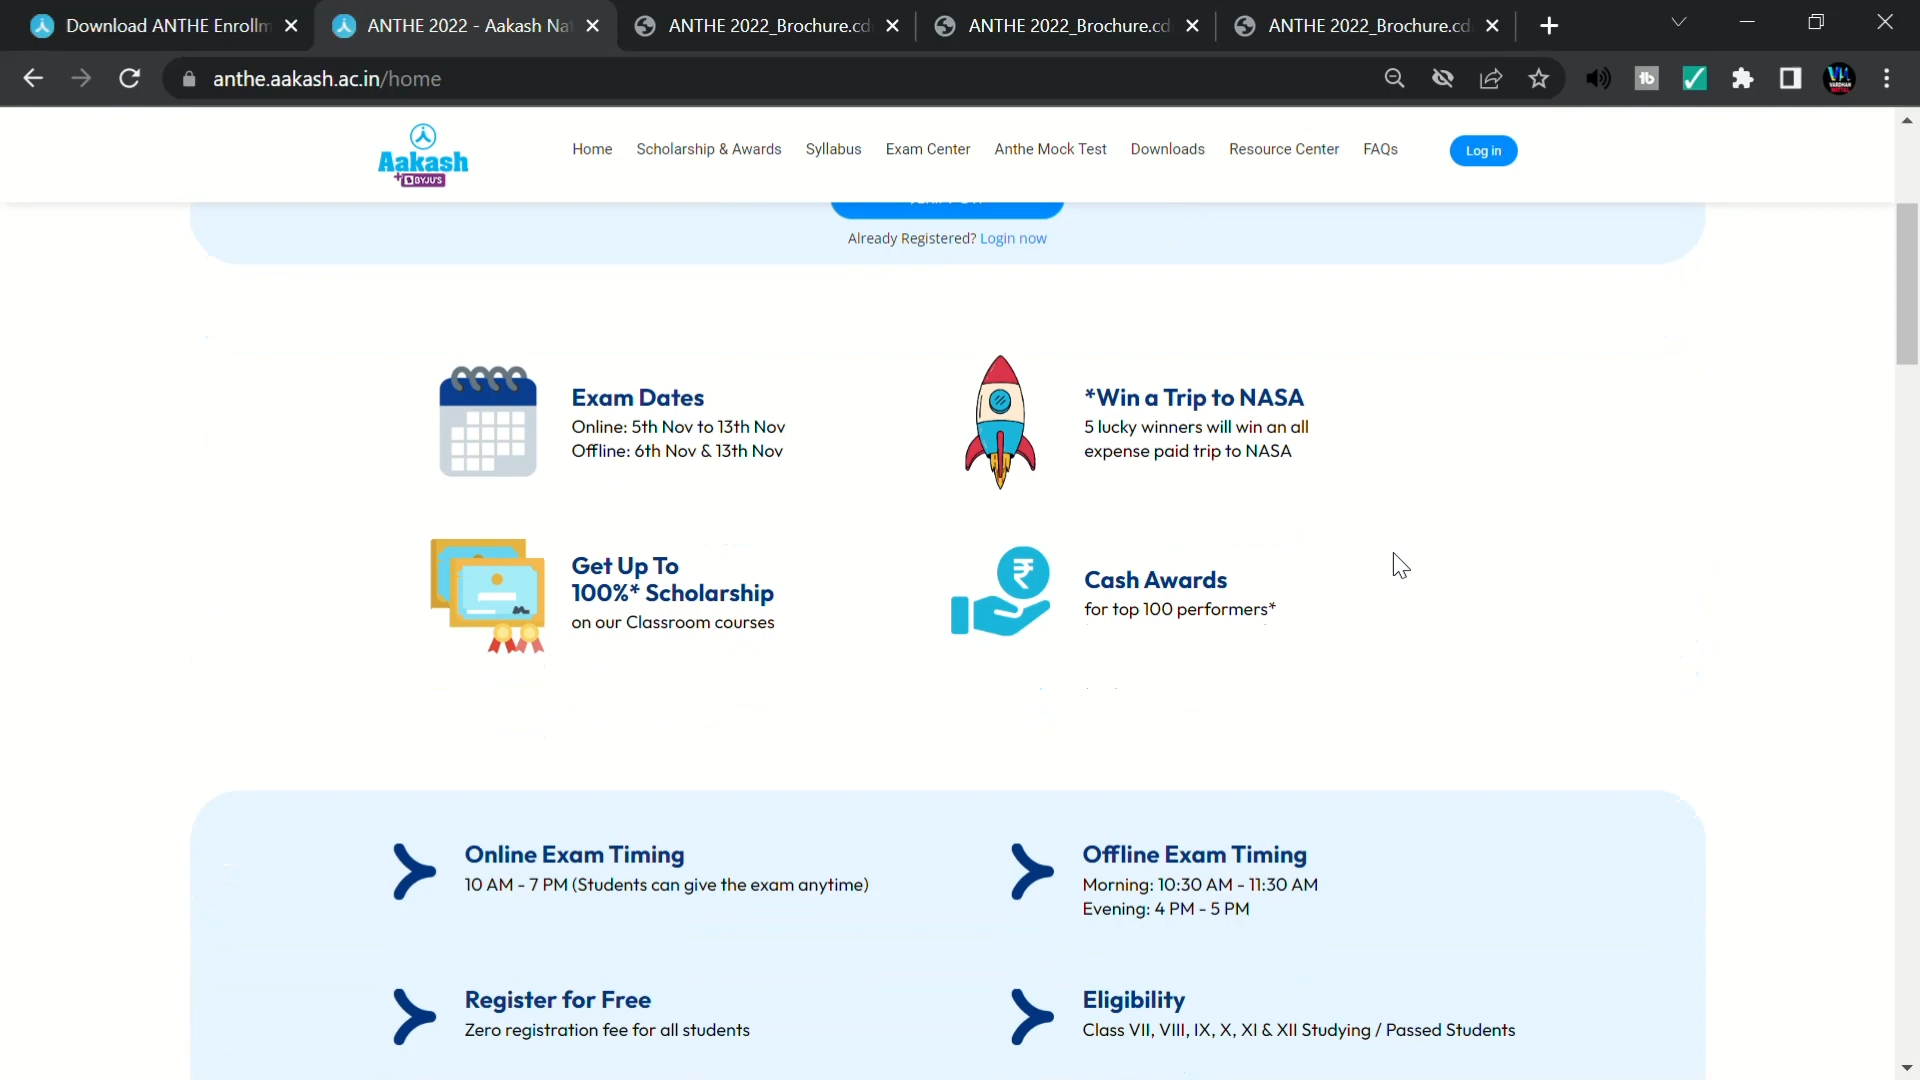 Download ANTHE Enrollm
ANTHE 2022 - Aakash Na
ANTHE 2022_Brochure.cd
ANTHE 2022_Brochure.cd
ANTHE 2022_Brochure.cd
anthe.aakash.ac.in/home
Aakash
+ BYJU'S
Home
Scholarship & Awards
Syllabus
Exam Center
Anthe Mock Test
Downloads
Resource Center
FAQs
Log in
Already Registered? Login now
Exam Dates
Online: 5th Nov to 13th Nov
Offline: 6th Nov & 13th Nov
*Win a Trip to NASA
5 lucky winners will win an all
expense paid trip to NASA
Get Up To
100%* Scholarship
on our Classroom courses
Cash Awards
for top 100 performers*
Online Exam Timing
10 AM - 7 PM (Students can give the exam anytime)
Offline Exam Timing
Morning: 10:30 AM - 11:30 AM
Evening: 4 PM - 5 PM
Register for Free
Zero registration fee for all students
Eligibility
Class VII, VIII, IX, X, XI & XII Studying / Passed Students